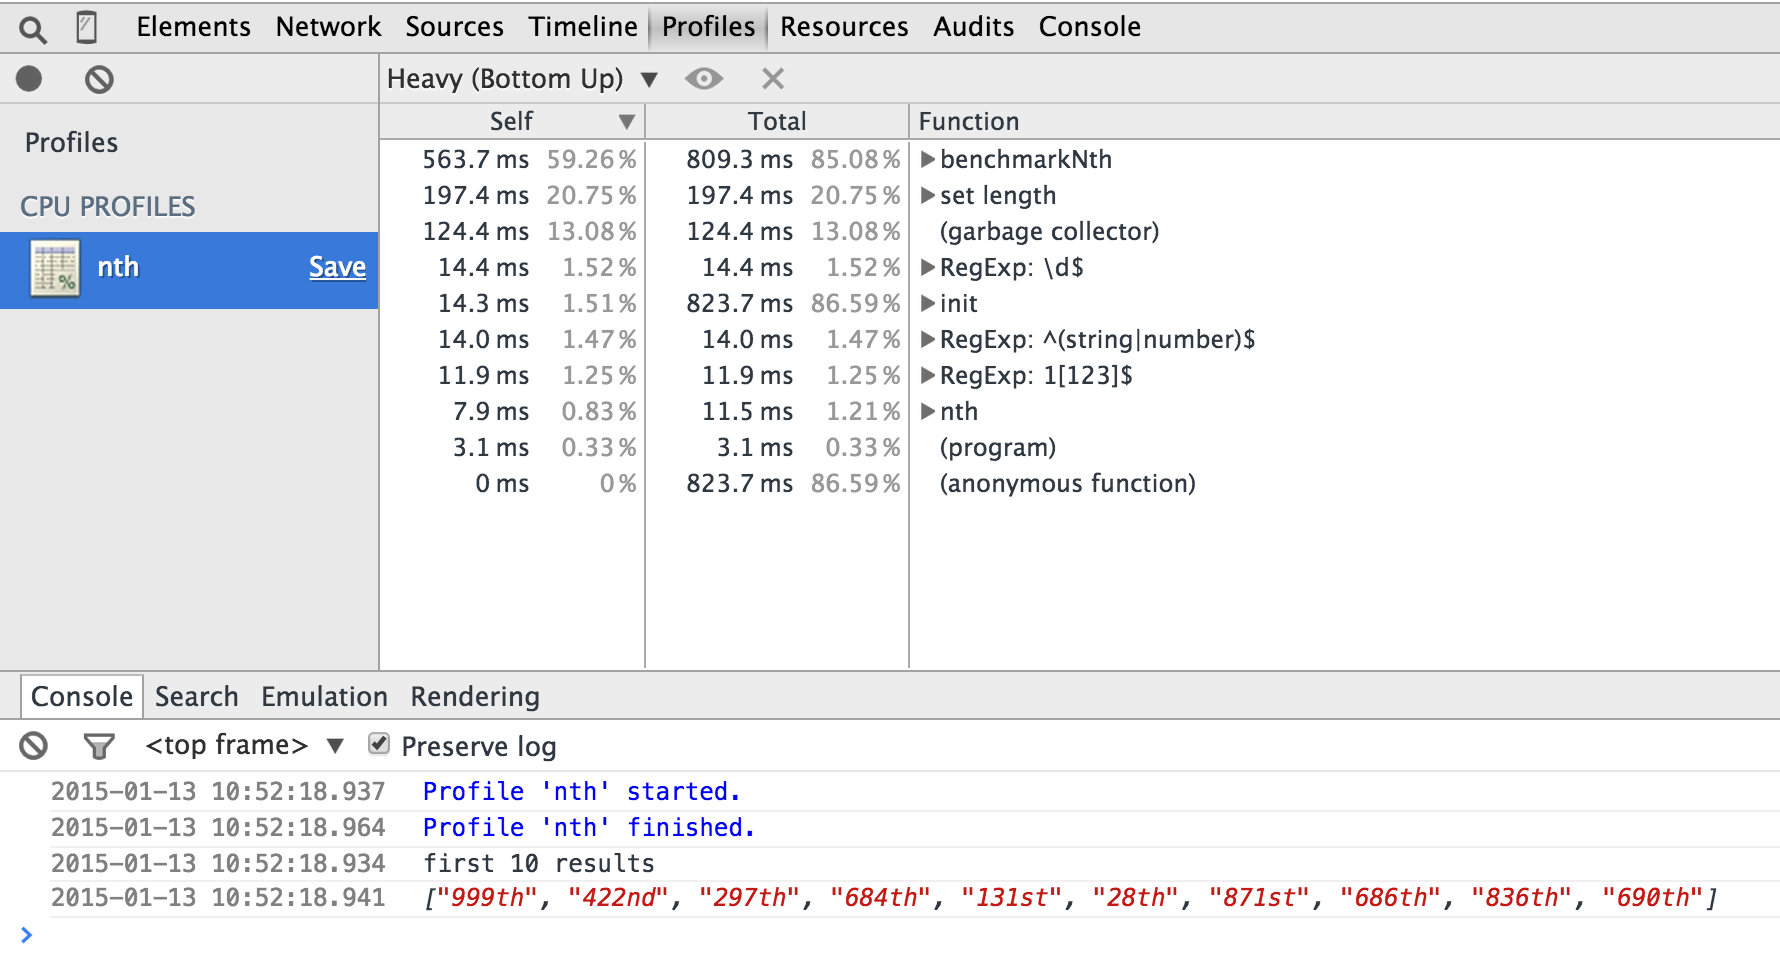 Elements Network Sources Timeline Profiles Resources Audits Console
Heavy (Bottom Up)
Profiles
CPU PROFILES
nth Save
Self Total Function
563.7 ms 59.26 % 809.3 ms 85.08 % benchmarkNth
197.4 ms 20.75 % 197.4 ms 20.75 % set length
124.4 ms 13.08 % 124.4 ms 13.08 % (garbage collector)
14.4 ms 1.52 % 14.4 ms 1.52 % RegExp: \d$
14.3 ms 1.51 % 823.7 ms 86.59 % init
14.0 ms 1.47 % 14.0 ms 1.47 % RegExp: ^(string|number)$
11.9 ms 1.25 % 11.9 ms 1.25 % RegExp: 1[123]$
7.9 ms 0.83 % 11.5 ms 1.21 % nth
3.1 ms 0.33 % 3.1 ms 0.33 % (program)
0 ms 0 % 823.7 ms 86.59 % (anonymous function)
Console Search Emulation Rendering
<top frame> Preserve log
2015-01-13 10:52:18.937 Profile 'nth' started.
2015-01-13 10:52:18.964 Profile 'nth' finished.
2015-01-13 10:52:18.934 first 10 results
2015-01-13 10:52:18.941 ["999th", "422nd", "297th", "684th", "131st", "28th", "871st", "686th", "836th", "690th"]